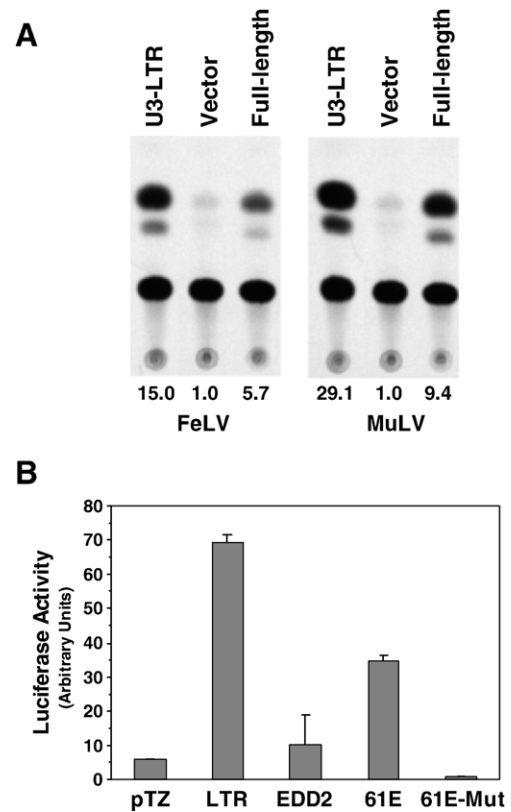 A
U3-LTR Vector Full-length U3-LTR Vector Full-length
15.0 1.0 5.7 29.1 1.0 9.4
FeLV MuLV
B
Luciferase Activity
(Arbitrary Units)
80
70
60
50
40
30
20
10
0
pTZ LTR EDD2 61E 61E-Mut